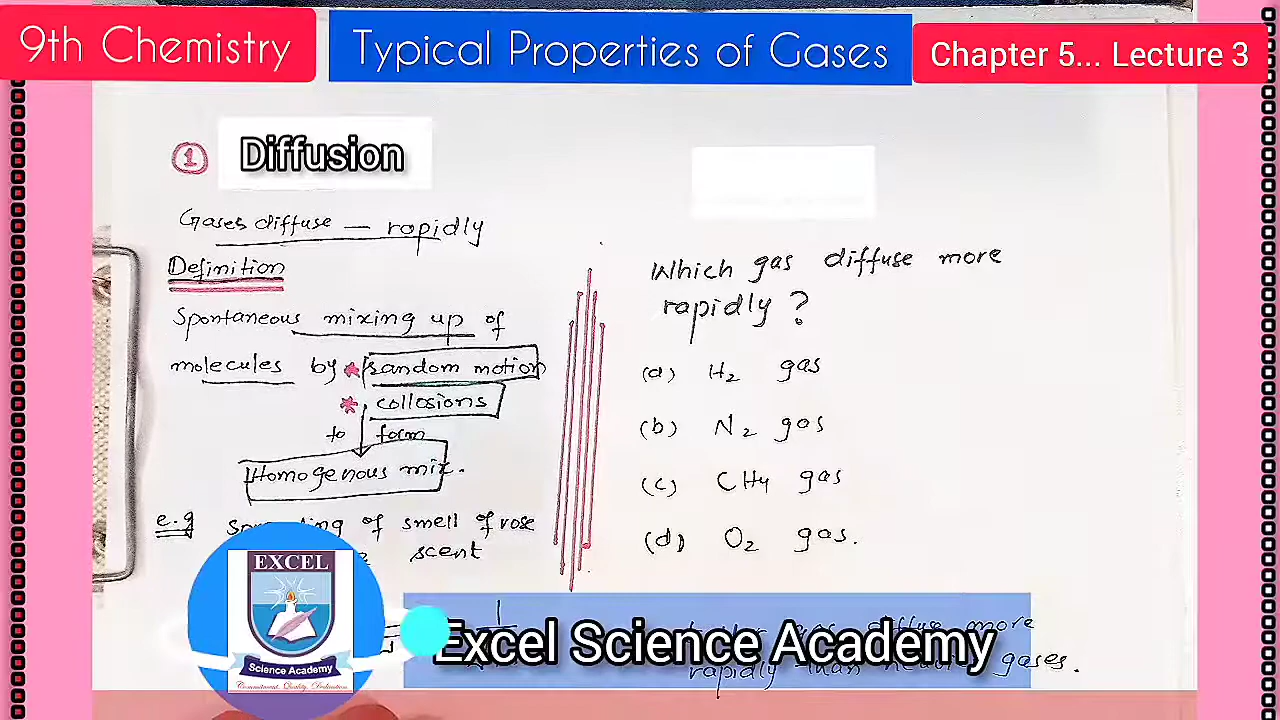 9th Chemistry
Typical Properties of Gases
Chapter 5... Lecture 3
① Diffusion
Gases diffuse — rapidly
Definition
Spontaneous mixing up of
molecules by * random motion
* collosions
to form
Homogenous mix.
e.g
of smell of rose
scent
Which gas diffuse more
rapidly ?
(a) H2 gas
(b) N2 gas
(c) CH4 gas
(d) O2 gas.
EXCEL
Science Academy
Commitment, Quality, Dedication
Excel Science Academy
diffuse more
rapidly than gases.